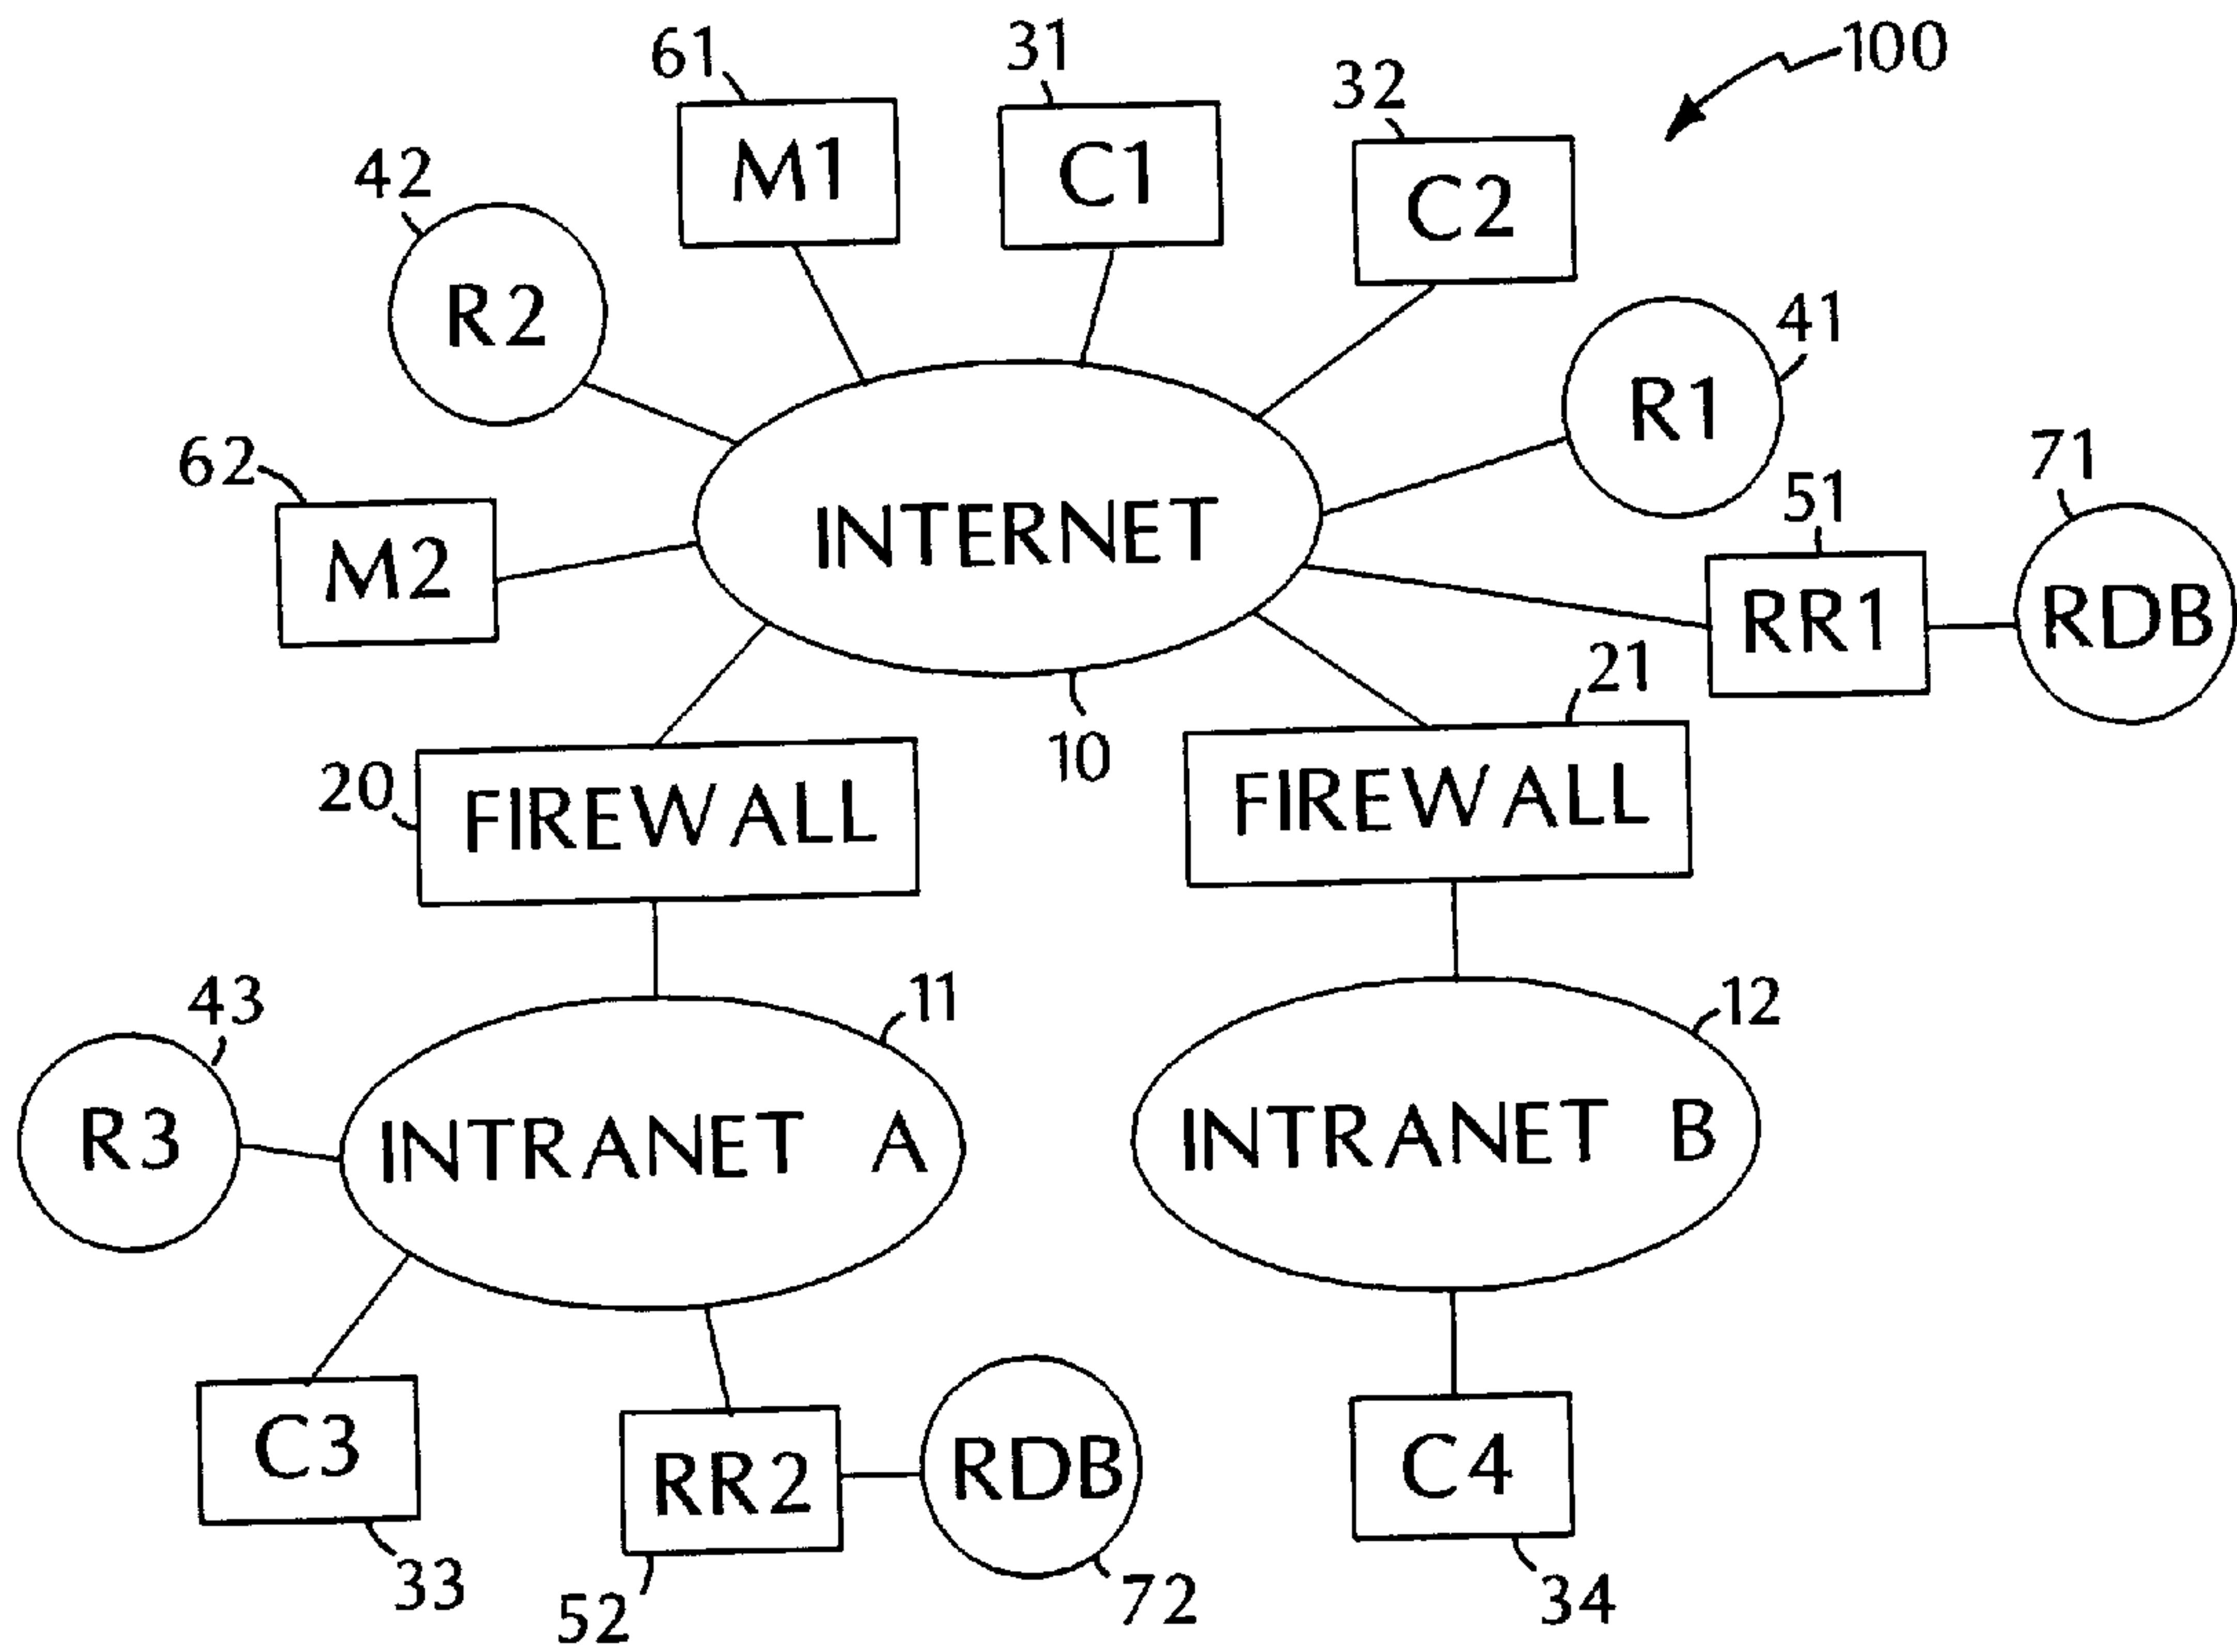 61
31
100
32
M1
C1
42
C2
R2
41
R1
62
71
51
INTERNET
M2
RR1
RDB
21
10
20
FIREWALL
FIREWALL
43
11
12
R3
INTRANET A
INTRANET B
C3
RR2
RDB
C4
33
52
72
34